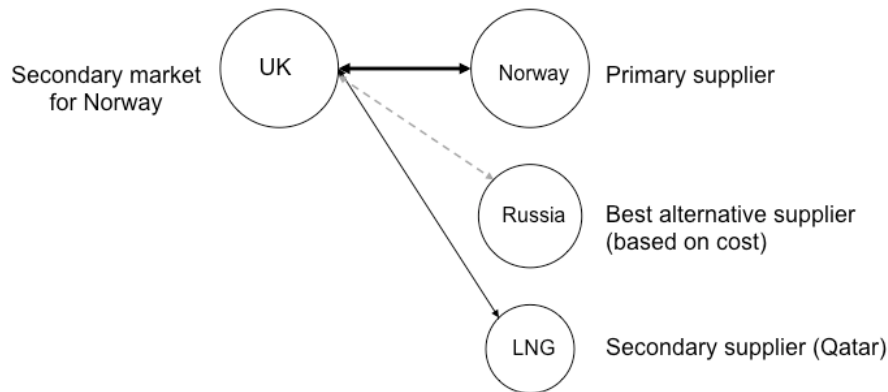 Secondary market
for Norway
UK
Norway
Primary supplier
Russia
Best alternative supplier
(based on cost)
LNG
Secondary supplier (Qatar)